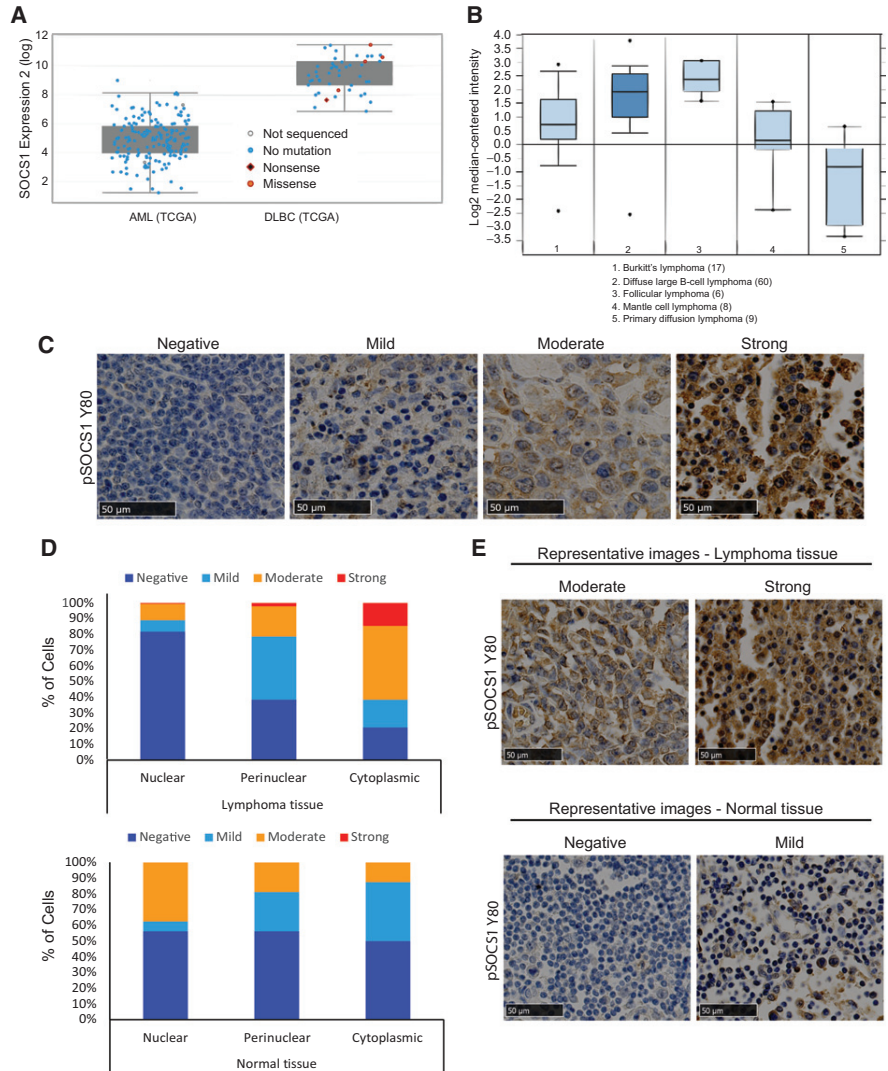 A
SOCS1 Expression 2 (log)
12
10
8
6
4
2
Not sequenced
No mutation
Nonsense
Missense
AML (TCGA)
DLBC (TCGA)
B
Log2 median-centered intensity
4.0
3.5
3.0
2.5
2.0
1.5
1.0
0.5
0.0
−0.5
−1.0
−1.5
−2.0
−2.5
−3.0
−3.5
1 2 3 4 5
1. Burkitt's lymphoma (17)
2. Diffuse large B-cell lymphoma (60)
3. Follicular lymphoma (6)
4. Mantle cell lymphoma (8)
5. Primary diffusion lymphoma (9)
C
Negative Mild Moderate Strong
pSOCS1 Y80
50 µm 50 µm 50 µm 50 µm
D
Negative Mild Moderate Strong
% of Cells
100%
90%
80%
70%
60%
50%
40%
30%
20%
10%
0%
Nuclear Perinuclear Cytoplasmic
Lymphoma tissue
Negative Mild Moderate Strong
% of Cells
100%
90%
80%
70%
60%
50%
40%
30%
20%
10%
0%
Nuclear Perinuclear Cytoplasmic
Normal tissue
E
Representative images - Lymphoma tissue
Moderate Strong
pSOCS1 Y80
50 µm 50 µm
Representative images - Normal tissue
Negative Mild
pSOCS1 Y80
50 µm 50 µm